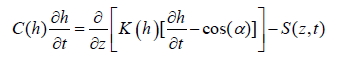 C(h) ∂h/∂t = ∂/∂z [ K(h)[ ∂h/∂t − cos(α)] ] − S(z,t)